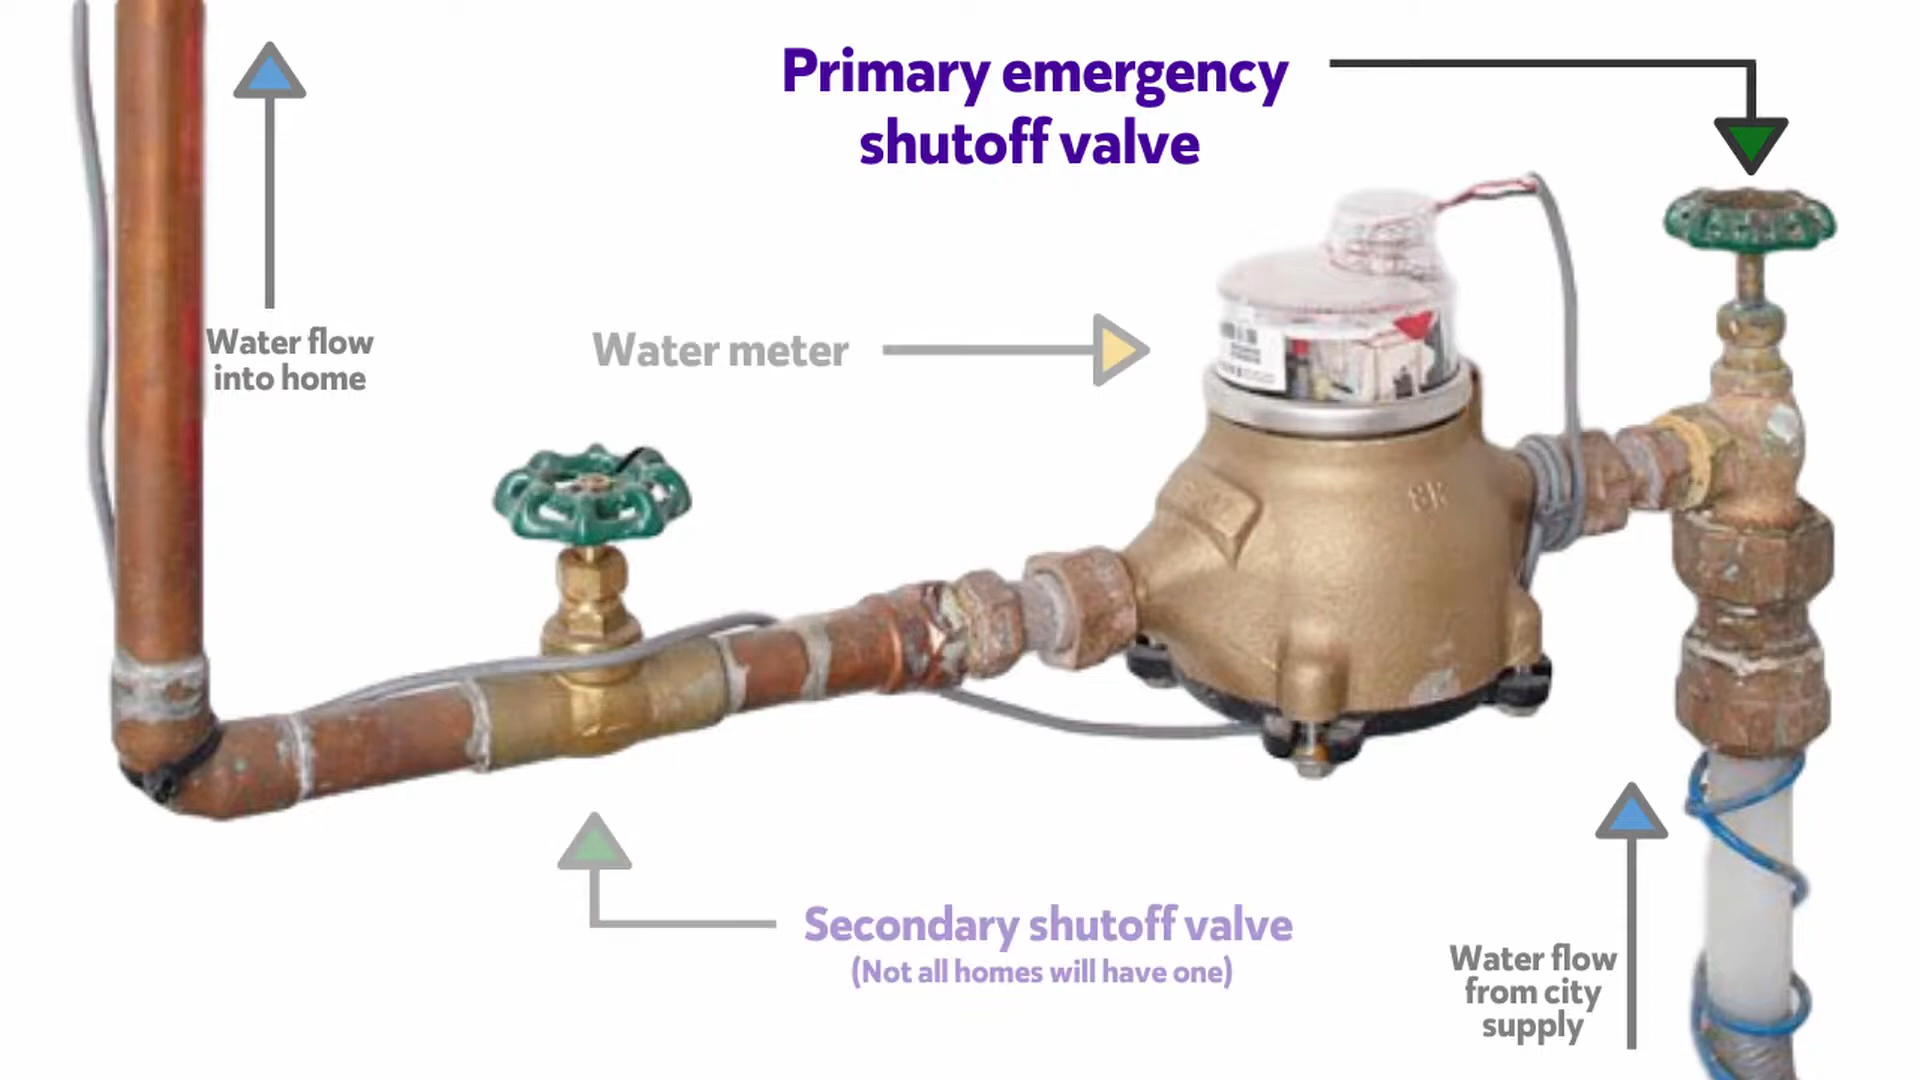 Primary emergency
shutoff valve
Water flow
into home
Water meter
Secondary shutoff valve
(Not all homes will have one)
Water flow
from city
supply